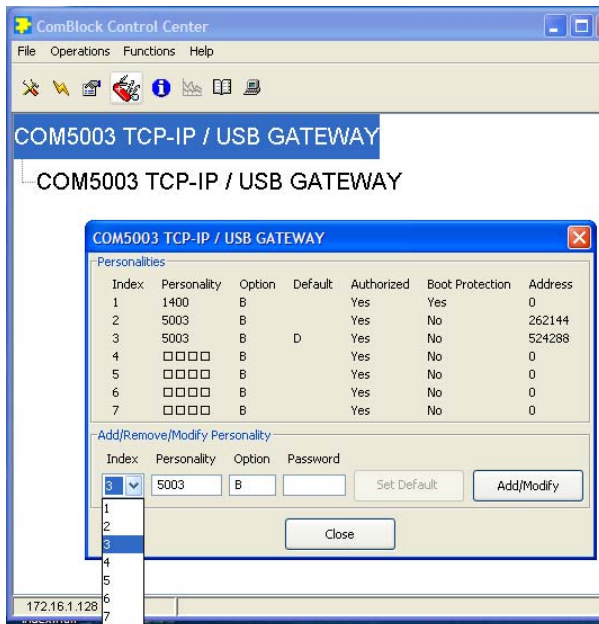 ComBlock Control Center
File Operations Functions Help
COM5003 TCP-IP / USB GATEWAY
COM5003 TCP-IP / USB GATEWAY
COM5003 TCP-IP / USB GATEWAY
Personalities
Index Personality Option Default Authorized Boot Protection Address
1 1400 B Yes Yes 0
2 5003 B Yes No 262144
3 5003 B D Yes No 524288
4 □□□□ B Yes No 0
5 □□□□ B Yes No 0
6 □□□□ B Yes No 0
7 □□□□ B Yes No 0
Add/Remove/Modify Personality
Index Personality Option Password
3 5003 B Set Default Add/Modify
1
2
3
4
5
6
7
Close
172.16.1.128